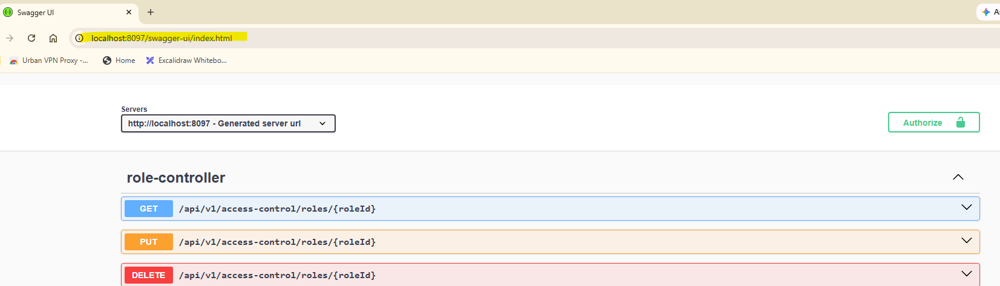 Swagger UI
localhost:8097/swagger-ui/index.html
Urban VPN Proxy -... Home Excalidraw Whitebo...
Servers
http://localhost:8097 - Generated server url
Authorize
role-controller
GET /api/v1/access-control/roles/{roleId}
PUT /api/v1/access-control/roles/{roleId}
DELETE /api/v1/access-control/roles/{roleId}